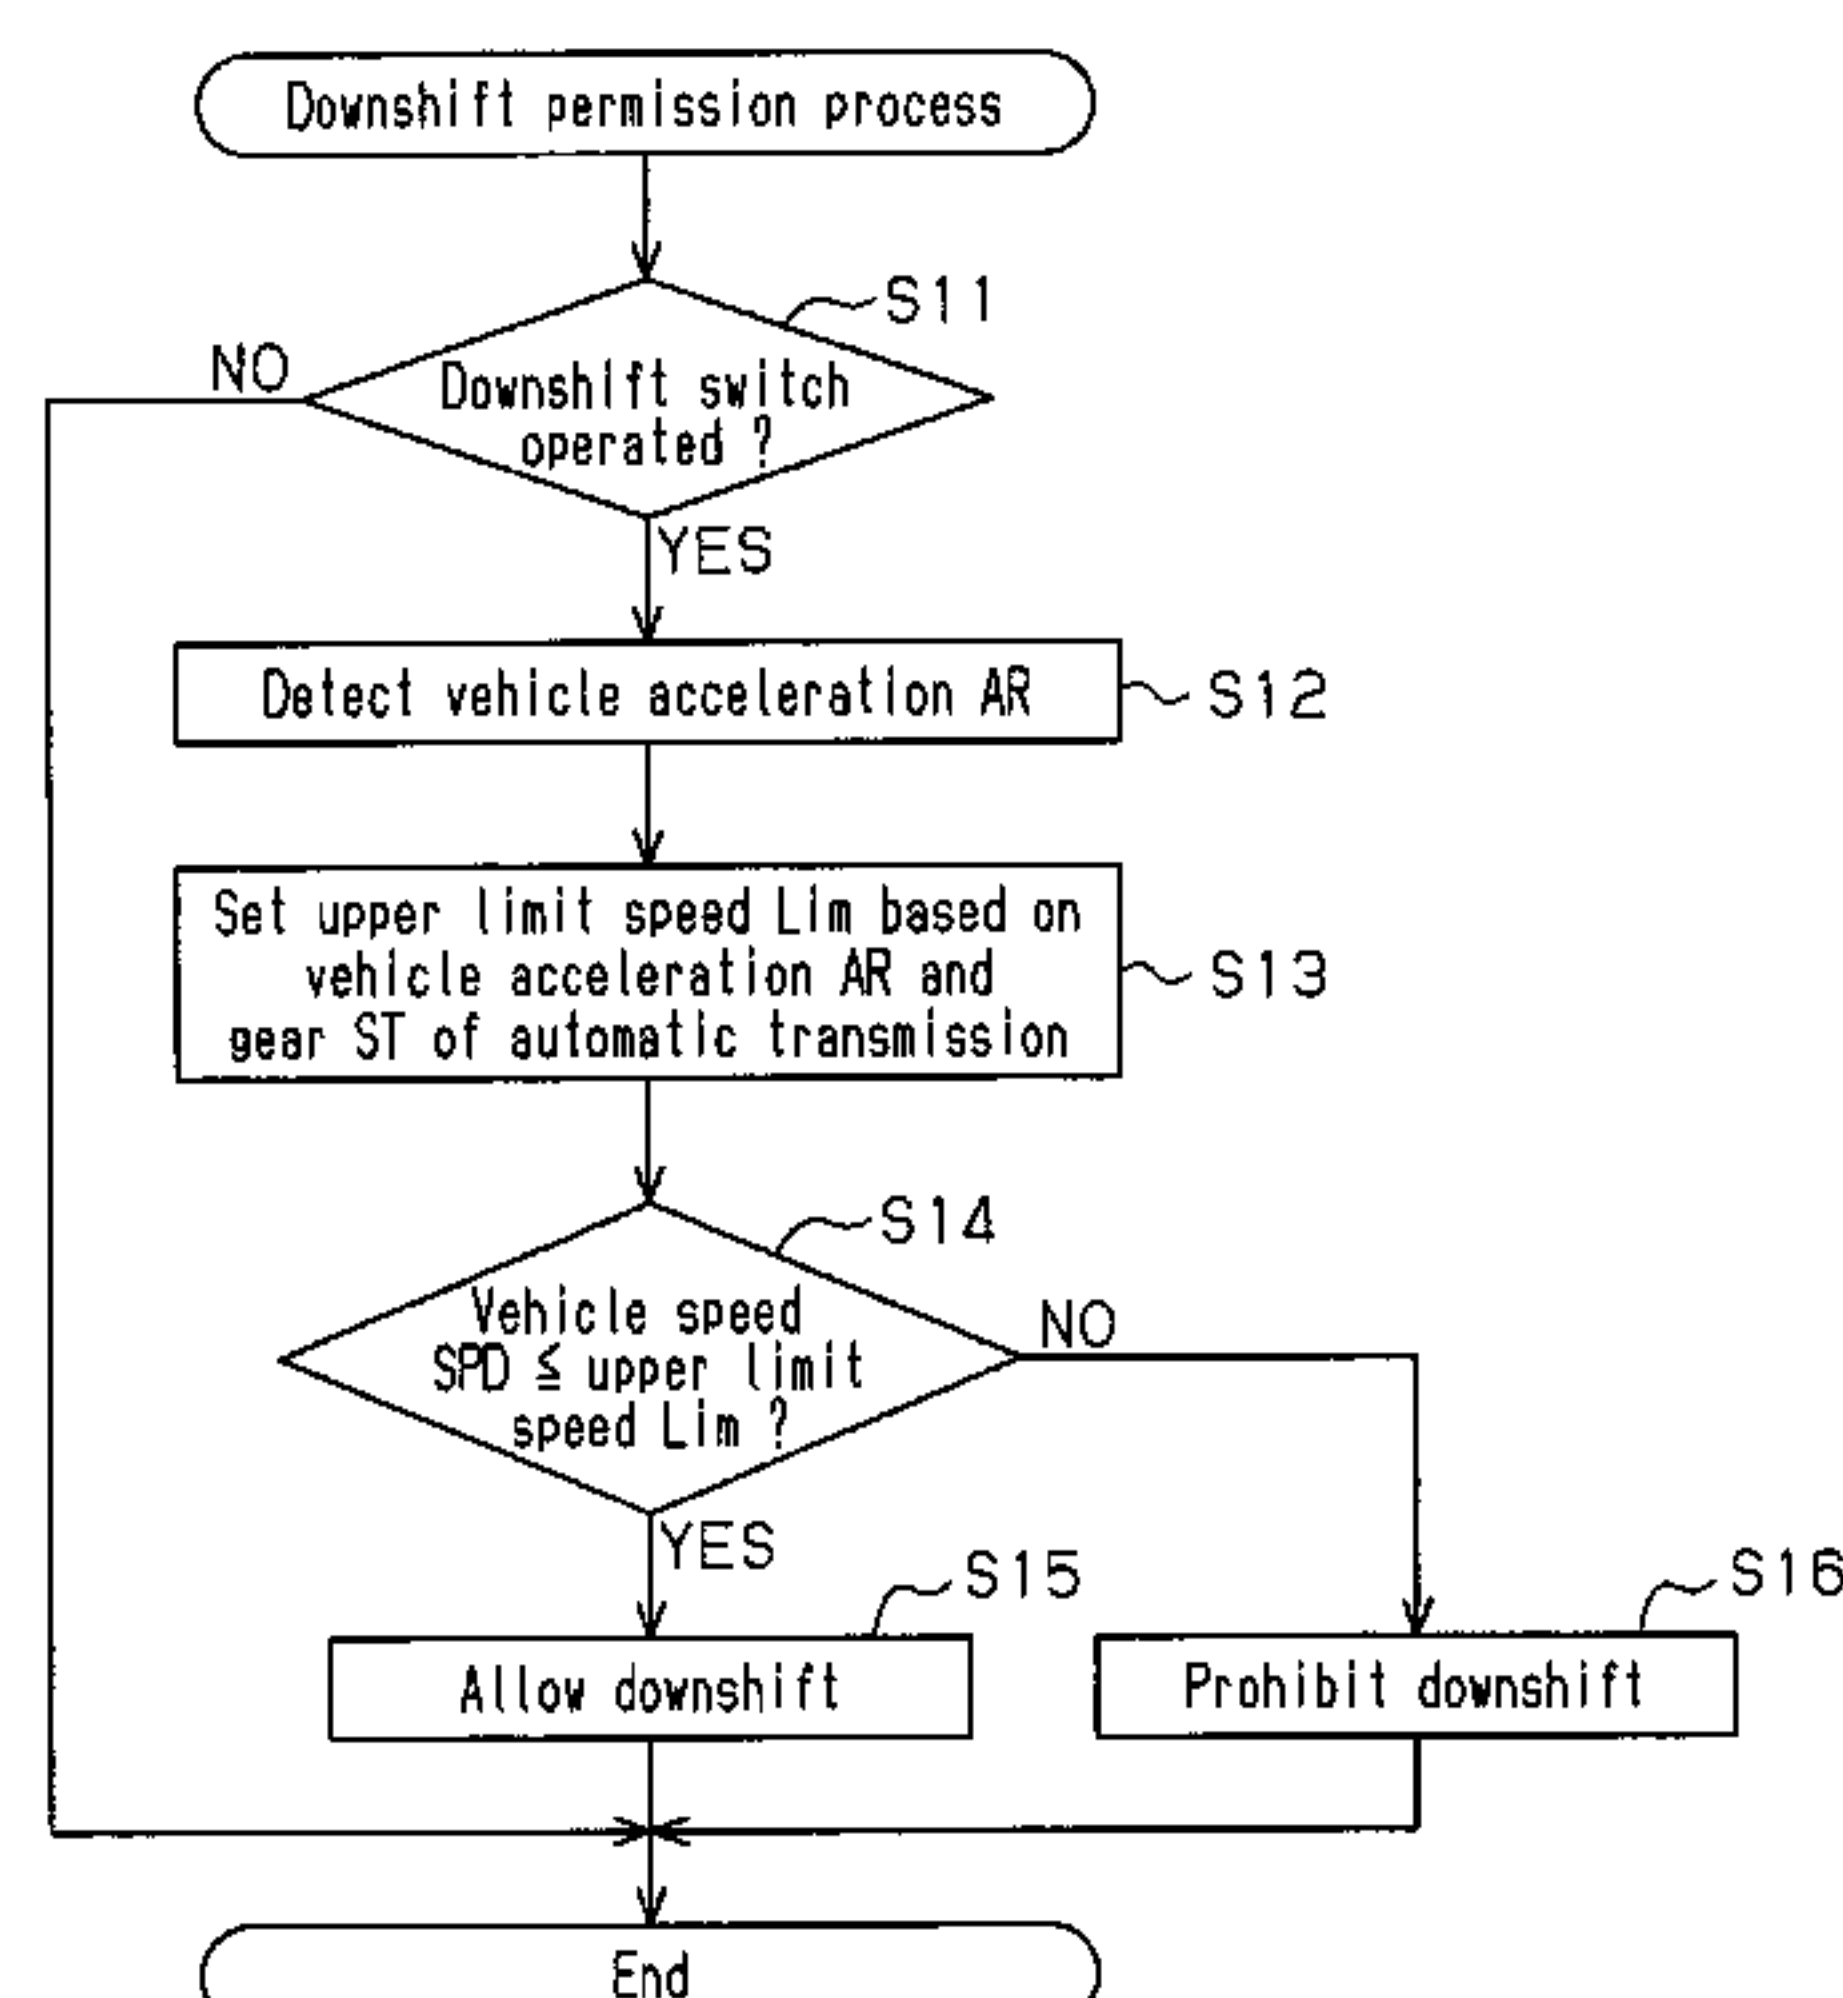 Downshift permission process
S11
NO
Downshift switch
operated ?
YES
Detect vehicle acceleration AR
S12
Set upper limit speed Lim based on
vehicle acceleration AR and
gear ST of automatic transmission
S13
S14
Vehicle speed
SPD ≦ upper limit
speed Lim ?
NO
YES
S15
S16
Allow downshift
Prohibit downshift
End